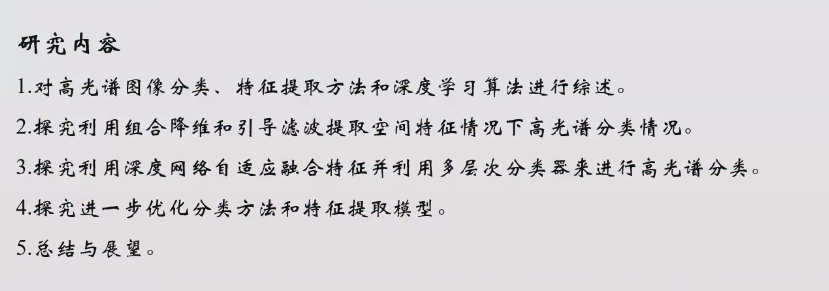 研究内容
1.对高光谱图像分类、特征提取方法和深度学习算法进行综述。
2.探究利用组合降维和引导滤波提取空间特征情况下高光谱分类情况。
3.探究利用深度网络自适应融合特征并利用多层次分类器来进行高光谱分类。
4.探究进一步优化分类方法和特征提取模型。
5.总结与展望。